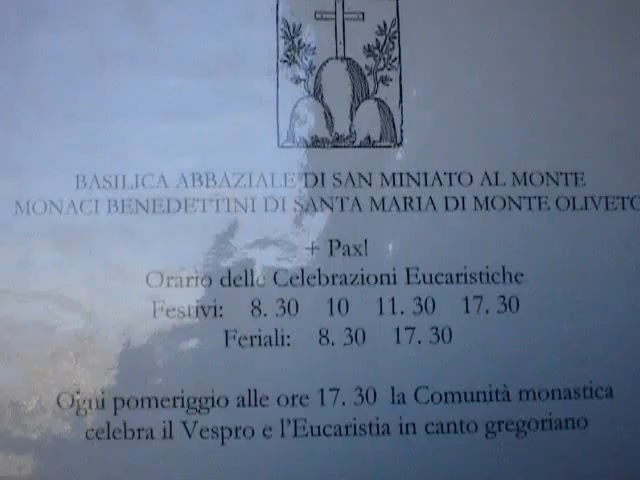 BASILICA ABBAZIALE DI SAN MINIATO AL MONTE
MONACI BENEDETTINI DI SANTA MARIA DI MONTE OLIVETO
+ Pax!
Orario delle Celebrazioni Eucaristiche
Festivi: 8. 30 10 11. 30 17. 30
Feriali: 8. 30 17. 30
Ogni pomeriggio alle ore 17. 30 la Comunità monastica
celebra il Vespro e l'Eucaristia in canto gregoriano